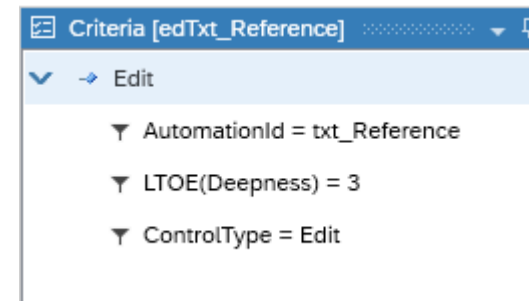 Criteria [edTxt_Reference]
Edit
AutomationId = txt_Reference
LTOE(Deepness) = 3
ControlType = Edit